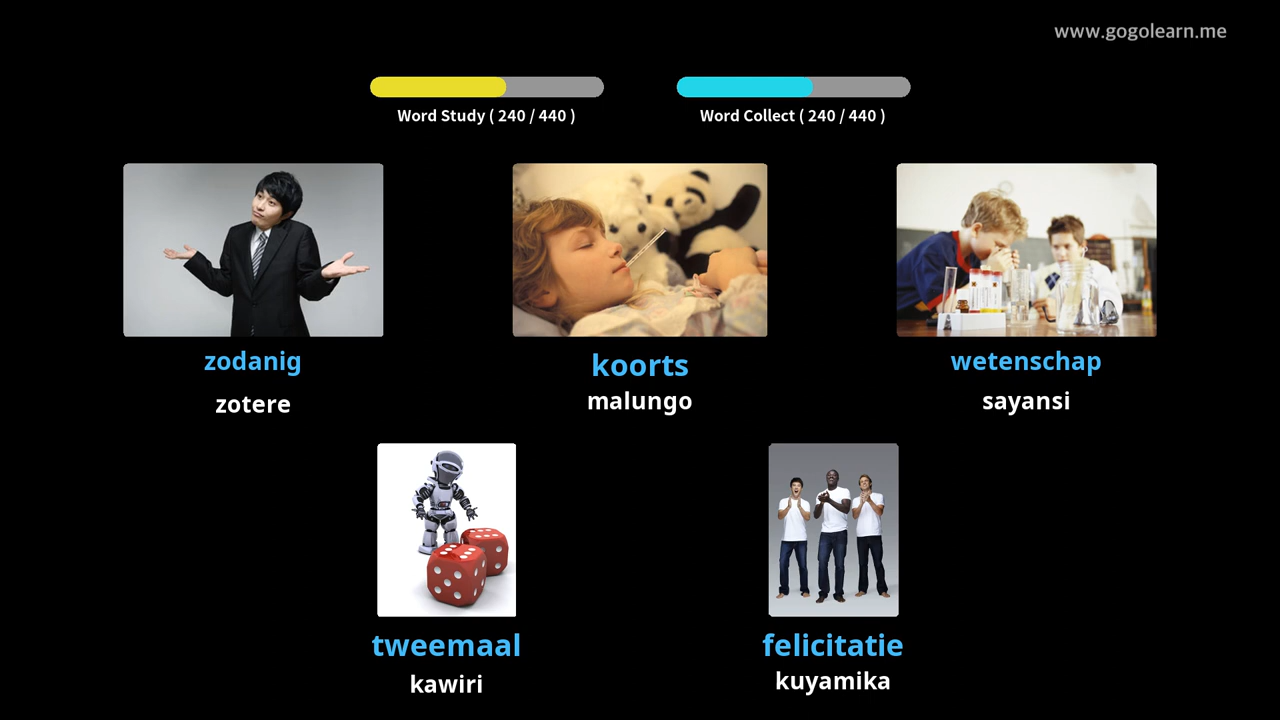 www.gogolearn.me
Word Study ( 240 / 440 )
Word Collect ( 240 / 440 )
zodanig
zotere
koorts
malungo
wetenschap
sayansi
tweemaal
kawiri
felicitatie
kuyamika